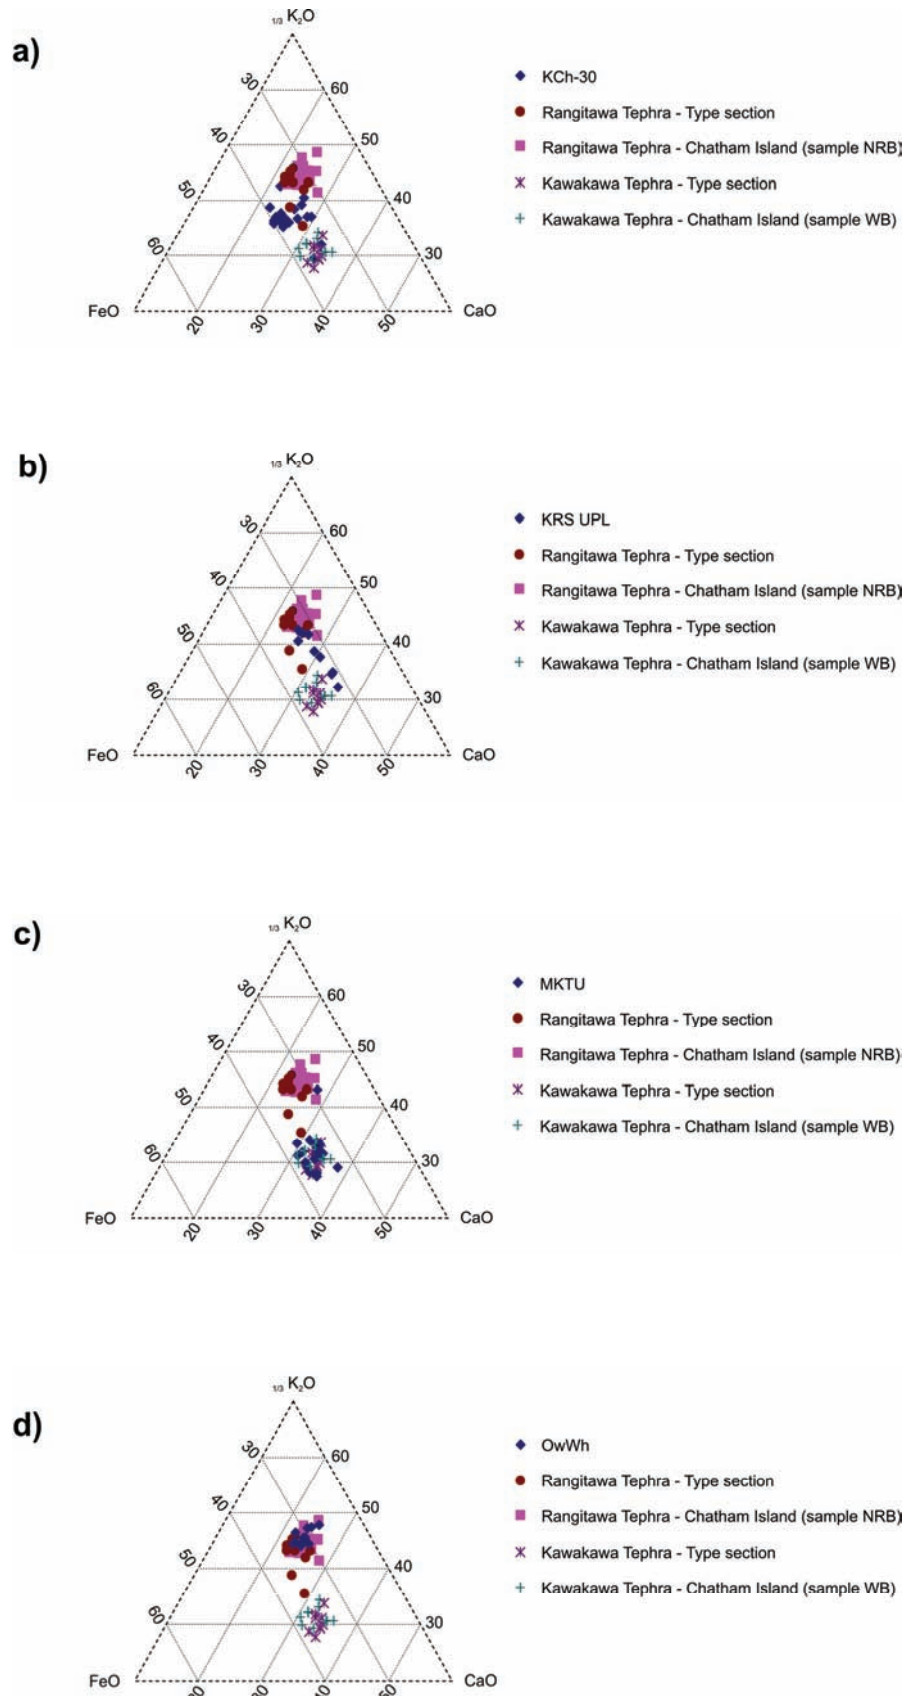 a)
1/3 K2O
30
60
40
50
50
40
60
30
FeO
CaO
20
30
40
50
KCh-30
Rangitawa Tephra - Type section
Rangitawa Tephra - Chatham Island (sample NRB)
Kawakawa Tephra - Type section
Kawakawa Tephra - Chatham Island (sample WB)
b)
1/3 K2O
30
60
40
50
50
40
60
30
FeO
CaO
20
30
40
50
KRS UPL
Rangitawa Tephra - Type section
Rangitawa Tephra - Chatham Island (sample NRB)
Kawakawa Tephra - Type section
Kawakawa Tephra - Chatham Island (sample WB)
c)
1/3 K2O
30
60
40
50
50
40
60
30
FeO
CaO
20
30
40
50
MKTU
Rangitawa Tephra - Type section
Rangitawa Tephra - Chatham Island (sample NRB)
Kawakawa Tephra - Type section
Kawakawa Tephra - Chatham Island (sample WB)
d)
1/3 K2O
30
60
40
50
50
40
60
30
FeO
CaO
OwWh
Rangitawa Tephra - Type section
Rangitawa Tephra - Chatham Island (sample NRB)
Kawakawa Tephra - Type section
Kawakawa Tephra - Chatham Island (sample WB)